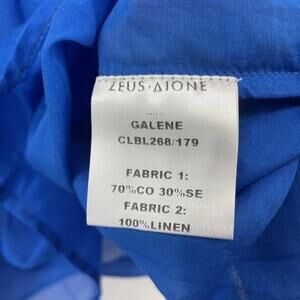 ZEUS+ΔIONE
GALENE
CLBL268/179
FABRIC 1:
70%CO 30%SE
FABRIC 2:
100%LINEN